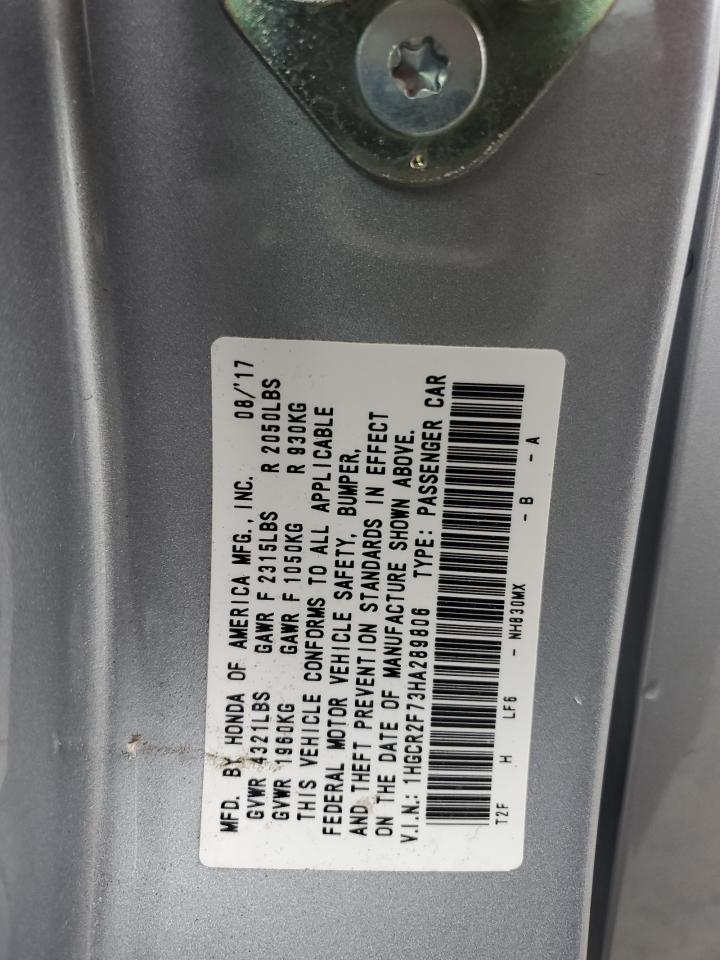 MFD. BY HONDA OF AMERICA MFG., INC. 08/'17
GVWR 4321LBS GAWR F 2315LBS R 2050LBS
GVWR 1960KG GAWR F 1050KG R 930KG
THIS VEHICLE CONFORMS TO ALL APPLICABLE
FEDERAL MOTOR VEHICLE SAFETY, BUMPER,
AND THEFT PREVENTION STANDARDS IN EFFECT
ON THE DATE OF MANUFACTURE SHOWN ABOVE.
V.I.N.: 1HGCR2F73HA289806 TYPE: PASSENGER CAR
T2F H LF6 - NH830MX - B - A